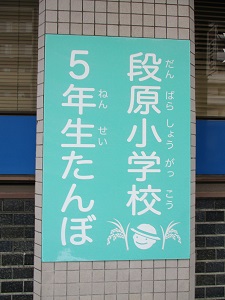 段原小学校
だん ばら しょう がっ こう
5年生たんぼ
ねん せい